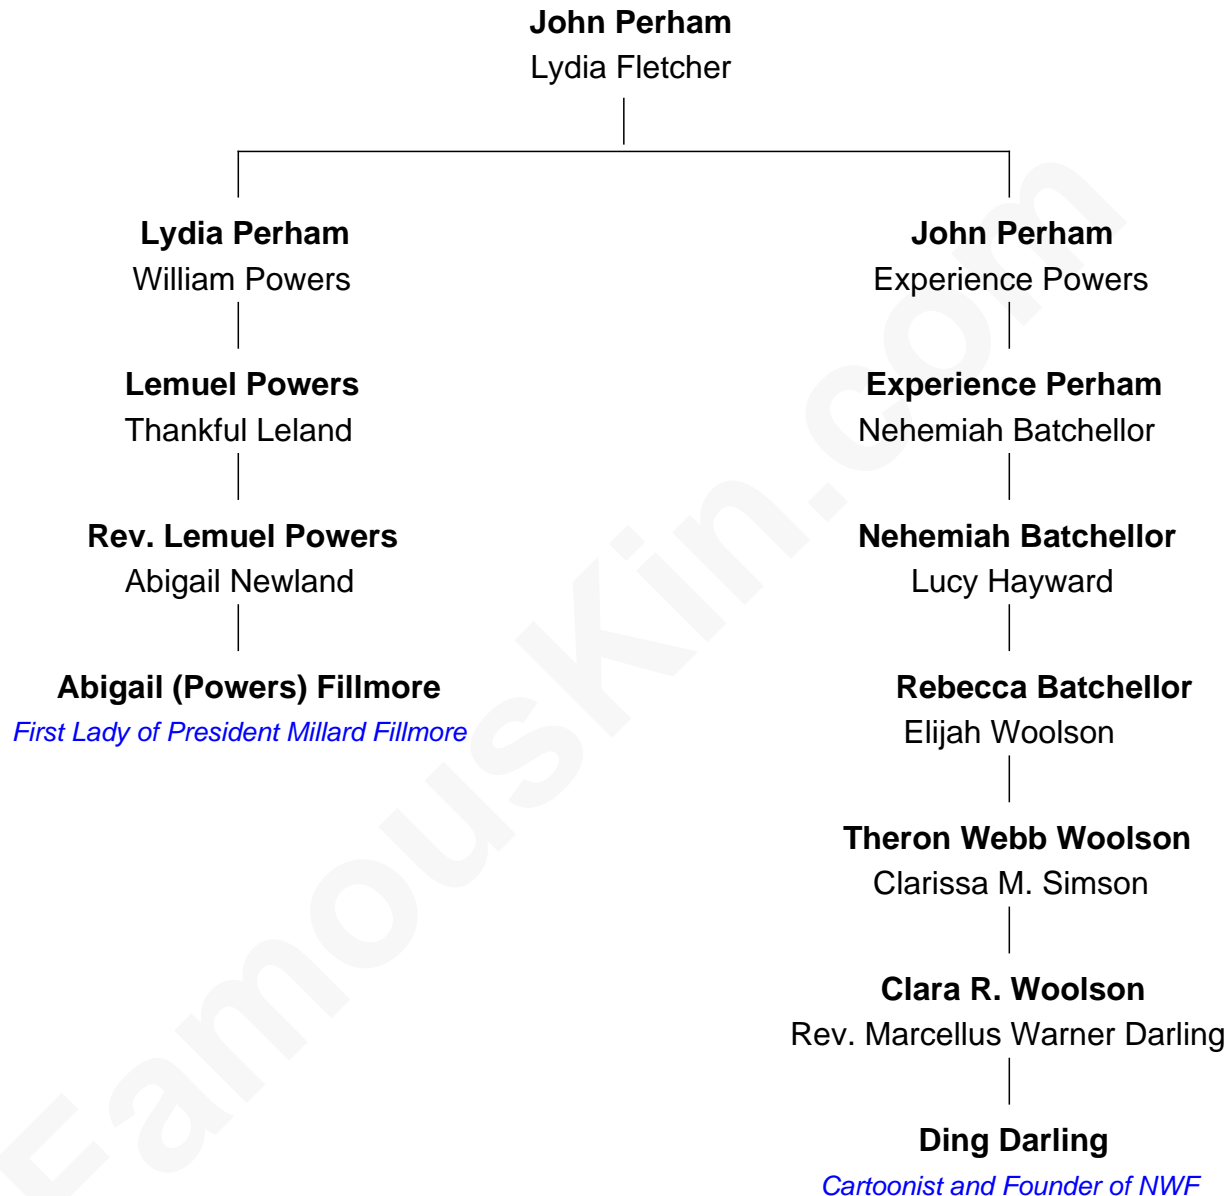 John Perham
Lydia Fletcher
Lydia Perham
William Powers
Lemuel Powers
Thankful Leland
Rev. Lemuel Powers
Abigail Newland
Abigail (Powers) Fillmore
First Lady of President Millard Fillmore
John Perham
Experience Powers
Experience Perham
Nehemiah Batchellor
Nehemiah Batchellor
Lucy Hayward
Rebecca Batchellor
Elijah Woolson
Theron Webb Woolson
Clarissa M. Simson
Clara R. Woolson
Rev. Marcellus Warner Darling
Ding Darling
Cartoonist and Founder of NWF
FamousKin.com